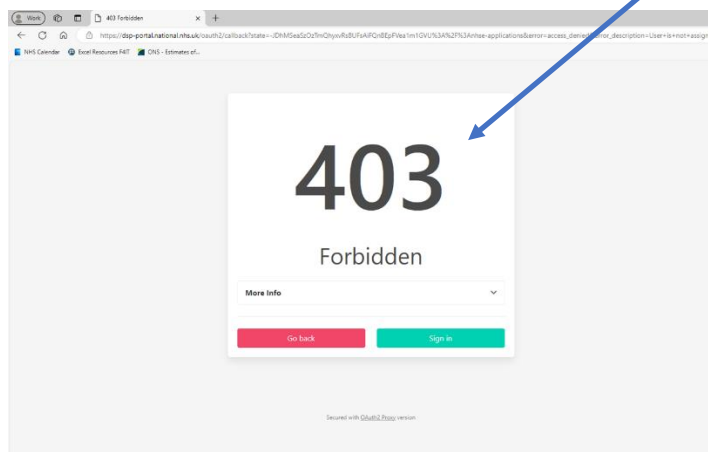 Work
403 Forbidden
https://dsp-portal.national.nhs.uk/oauth2/callback?state=
NHS Calendar
Excel Resources FAIT
ONS - Estimates of...
403
Forbidden
More Info
Go back
Sign in
Secured with OAuth2 Proxy version